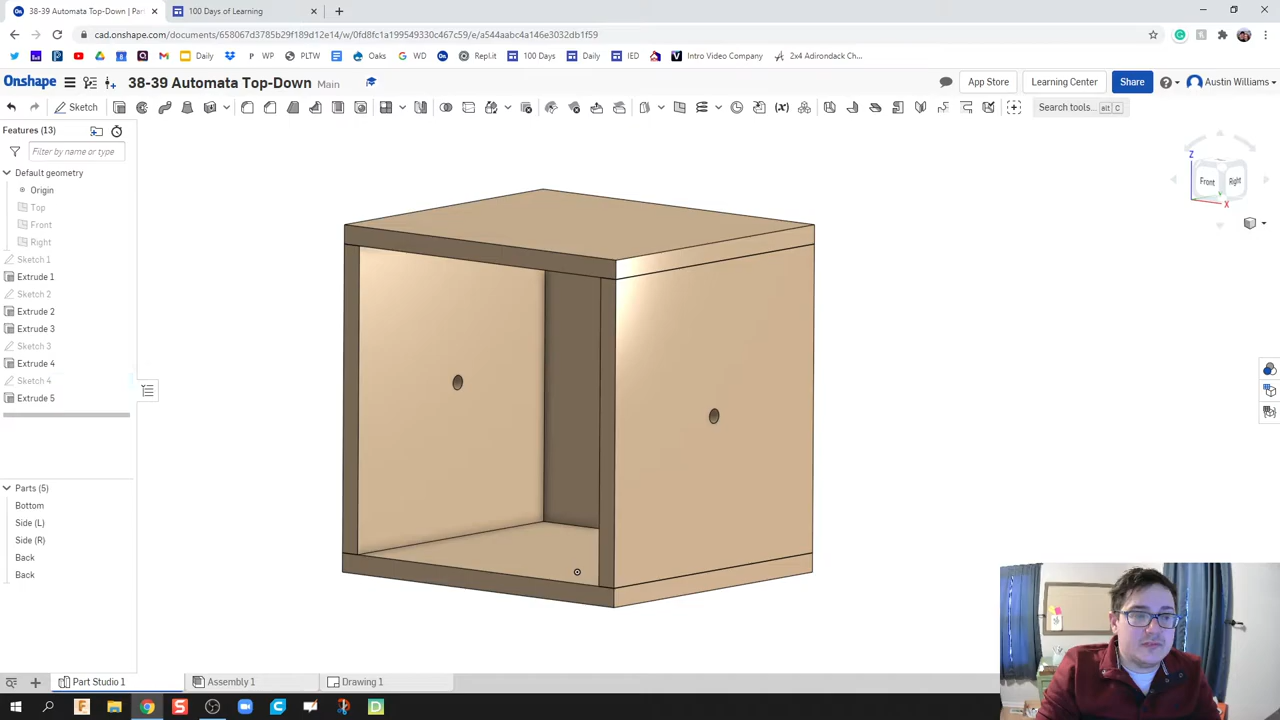 38-39 Automata Top-Down | Part
100 Days of Learning
cad.onshape.com/documents/658067d3785b29f189d12e14/w/0fd8fc1a199549330c467c59/e/a544aabc4a146e3032db1f59
Daily
WP
PLTW
Oaks
WD
Repl.it
100 Days
Daily
IED
Intro Video Company
2x4 Adirondack Ch...
Onshape
38-39 Automata Top-Down Main
App Store
Learning Center
Share
Austin Williams
Sketch
Search tools... alt C
Features (13)
Filter by name or type
Default geometry
Origin
Top
Front
Right
Sketch 1
Extrude 1
Sketch 2
Extrude 2
Extrude 3
Sketch 3
Extrude 4
Sketch 4
Extrude 5
Parts (5)
Bottom
Side (L)
Side (R)
Back
Back
Z
Front
Right
X
Part Studio 1
Assembly 1
Drawing 1